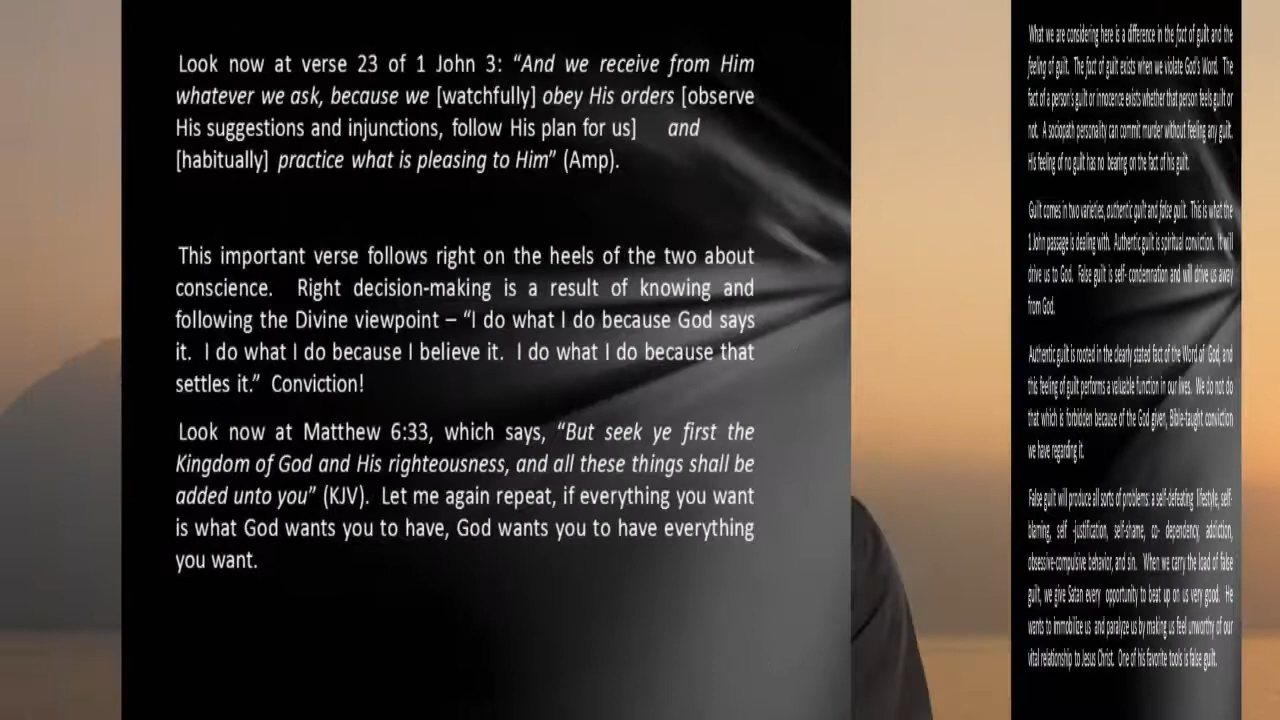 Look now at verse 23 of 1 John 3: “And we receive from Him
whatever we ask, because we [watchfully] obey His orders [observe
His suggestions and injunctions, follow His plan for us] and
[habitually] practice what is pleasing to Him” (Amp).
This important verse follows right on the heels of the two about
conscience. Right decision-making is a result of knowing and
following the Divine viewpoint – “I do what I do because God says
it. I do what I do because I believe it. I do what I do because that
settles it.” Conviction!
Look now at Matthew 6:33, which says, “But seek ye first the
Kingdom of God and His righteousness, and all these things shall be
added unto you” (KJV). Let me again repeat, if everything you want
is what God wants you to have, God wants you to have everything
you want.
What we are considering here is a difference in the fact of guilt and the
feeling of guilt. The fact of guilt exists when we violate God's Word. The
fact of a person's guilt or innocence exists whether that person feels guilt or
not. A sociopath personality can commit murder without feeling any guilt.
His feeling of no guilt has no bearing on the fact of his guilt.
Guilt comes in two varieties, authentic guilt and false guilt. This is what the
1 John passage is dealing with. Authentic guilt is spiritual conviction. It will
drive us to God. False guilt is self- condemnation and will drive us away
from God.
Authentic guilt is rooted in the clearly stated fact of the Word of God, and
this feeling of guilt performs a valuable function in our lives. We do not do
that which is forbidden because of the God given, Bible-taught conviction
we have regarding it.
False guilt will produce all sorts of problems: a self-defeating lifestyle, self-
blaming, self -justification, self-shame, co- dependency, addiction,
obsessive-compulsive behavior, and sin. When we carry the load of false
guilt, we give Satan every opportunity to beat up on us very good. He
wants to immobilize us and paralyze us by making us feel unworthy of our
vital relationship to Jesus Christ. One of his favorite tools is false guilt.